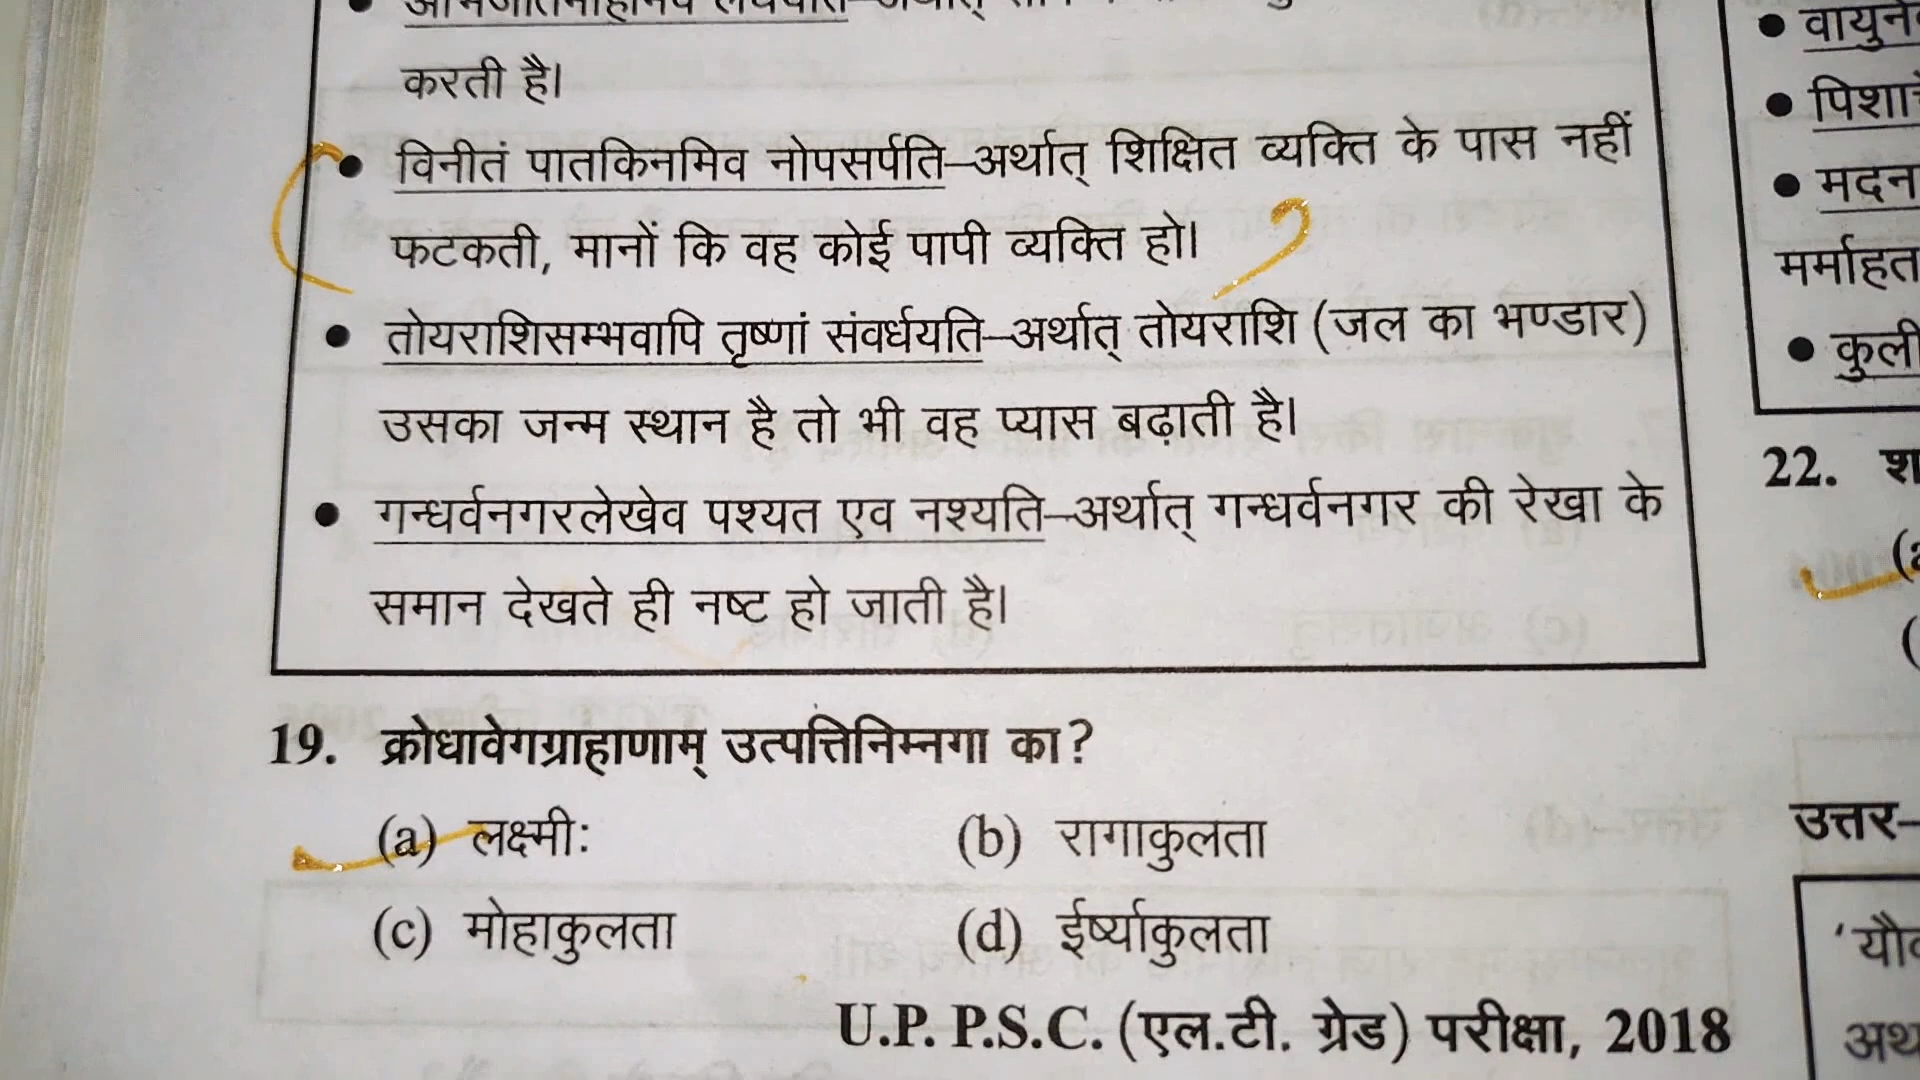 करती है।
• विनीतं पातकिनमिव नोपसर्पति–अर्थात् शिक्षित व्यक्ति के पास नहीं
फटकती, मानों कि वह कोई पापी व्यक्ति हो।
• तोयराशिसम्भवापि तृष्णां संवर्धयति–अर्थात् तोयराशि (जल का भण्डार)
उसका जन्म स्थान है तो भी वह प्यास बढ़ाती है।
• गन्धर्वनगरलेखेव पश्यत एव नश्यति–अर्थात् गन्धर्वनगर की रेखा के
समान देखते ही नष्ट हो जाती है।
19. क्रोधावेगग्राहाणाम् उत्पत्तिनिम्नगा का?
(a) लक्ष्मी: (b) रागाकुलता
(c) मोहाकुलता (d) ईर्ष्याकुलता
U.P. P.S.C. (एल.टी. ग्रेड) परीक्षा, 2018
• मदन
मर्माहत
• कुली
22.
उत्तर–